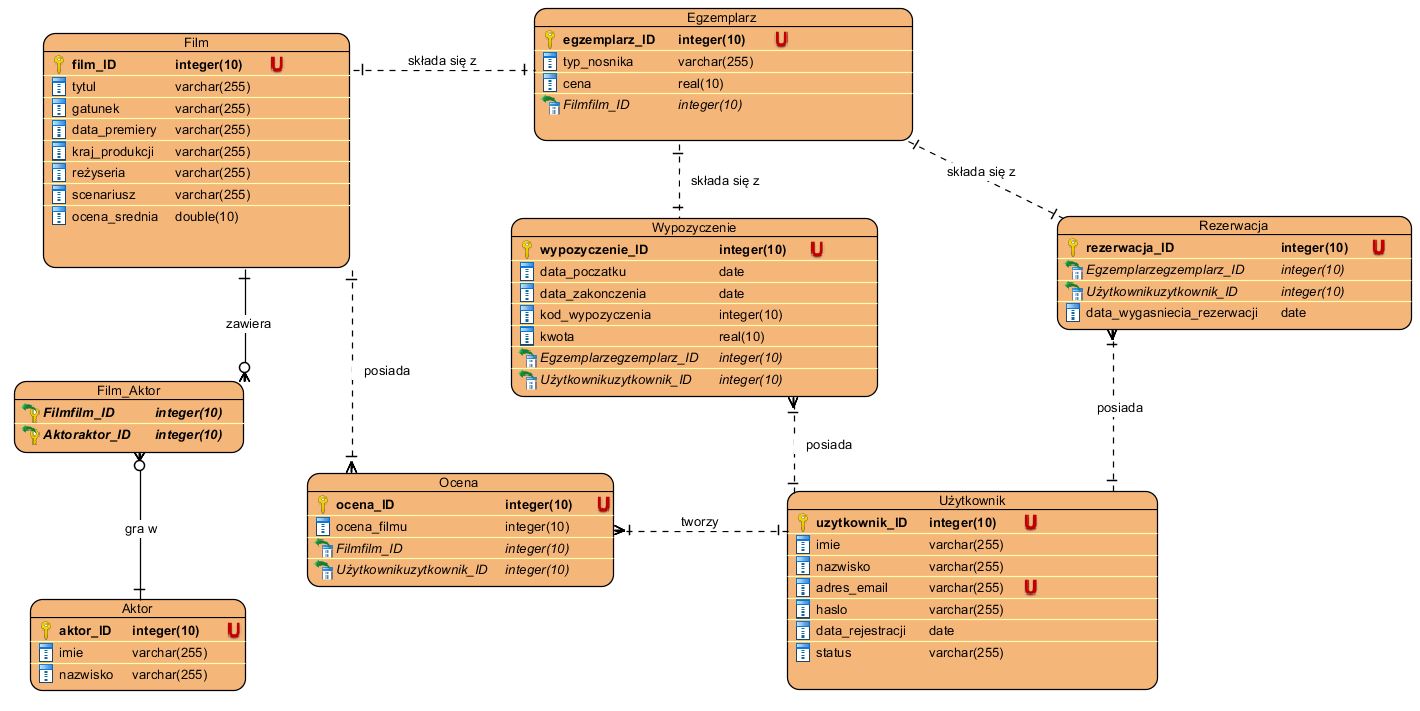 Film
film_ID integer(10) U
tytul varchar(255)
gatunek varchar(255)
data_premiery varchar(255)
kraj_produkcji varchar(255)
reżyseria varchar(255)
scenariusz varchar(255)
ocena_srednia double(10)
składa się z
Egzemplarz
egzemplarz_ID integer(10) U
typ_nosnika varchar(255)
cena real(10)
Filmfilm_ID integer(10)
składa się z
składa się z
Wypozyczenie
wypozyczenie_ID integer(10) U
data_poczatku date
data_zakonczenia date
kod_wypozyczenia integer(10)
kwota real(10)
Egzemplarzegzemplarz_ID integer(10)
Użytkownikuzytkownik_ID integer(10)
Rezerwacja
rezerwacja_ID integer(10) U
Egzemplarzegzemplarz_ID integer(10)
Użytkownikuzytkownik_ID integer(10)
data_wygasniecia_rezerwacji date
zawiera
posiada
posiada
posiada
Film_Aktor
Filmfilm_ID integer(10)
Aktoraktor_ID integer(10)
gra w
Ocena
ocena_ID integer(10) U
ocena_filmu integer(10)
Filmfilm_ID integer(10)
Użytkownikuzytkownik_ID integer(10)
tworzy
Użytkownik
uzytkownik_ID integer(10) U
imie varchar(255)
nazwisko varchar(255)
adres_email varchar(255) U
haslo varchar(255)
data_rejestracji date
status varchar(255)
Aktor
aktor_ID integer(10) U
imie varchar(255)
nazwisko varchar(255)